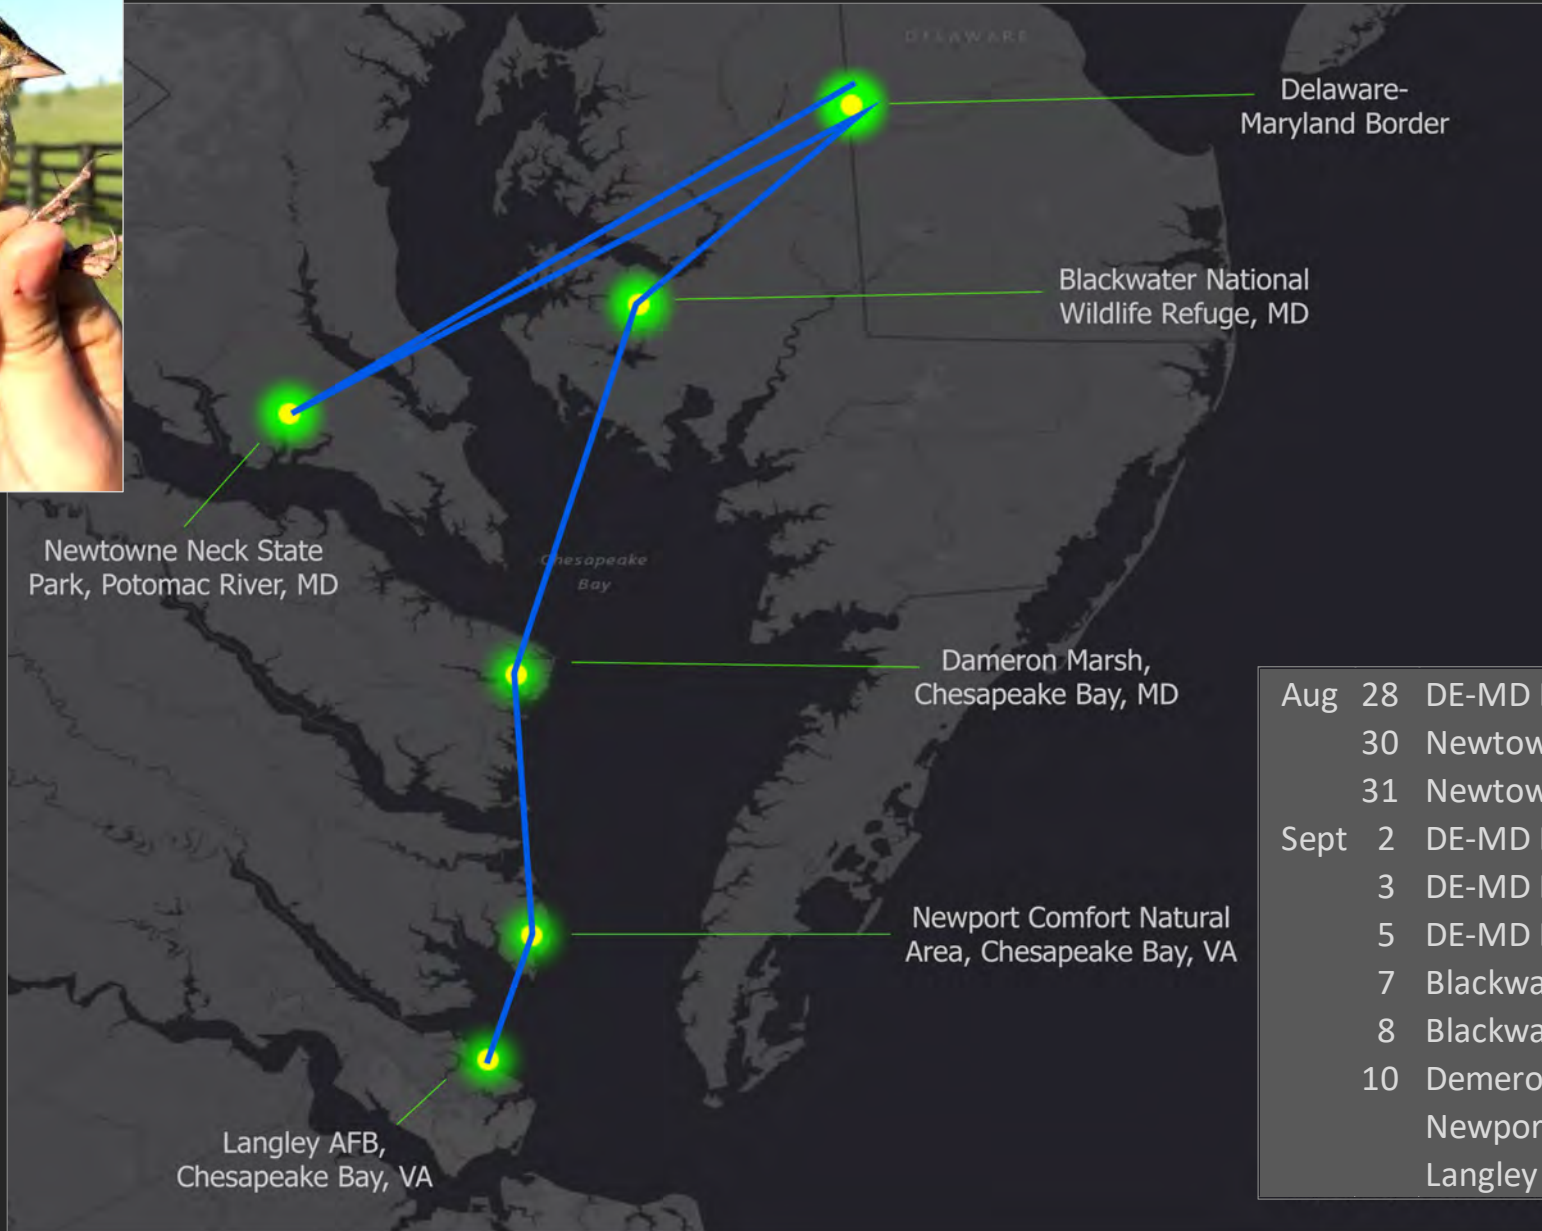 DELAWARE
Delaware-
Maryland Border
Blackwater National
Wildlife Refuge, MD
Newtowne Neck State
Park, Potomac River, MD
Chesapeake
Bay
Dameron Marsh,
Chesapeake Bay, MD
Newport Comfort Natural
Area, Chesapeake Bay, VA
Langley AFB,
Chesapeake Bay, VA
Aug 28 DE-MD
30 Newtow
31 Newtow
Sept 2 DE-MD
3 DE-MD
5 DE-MD
7 Blackwa
8 Blackwa
10 Demero
Newpor
Langley